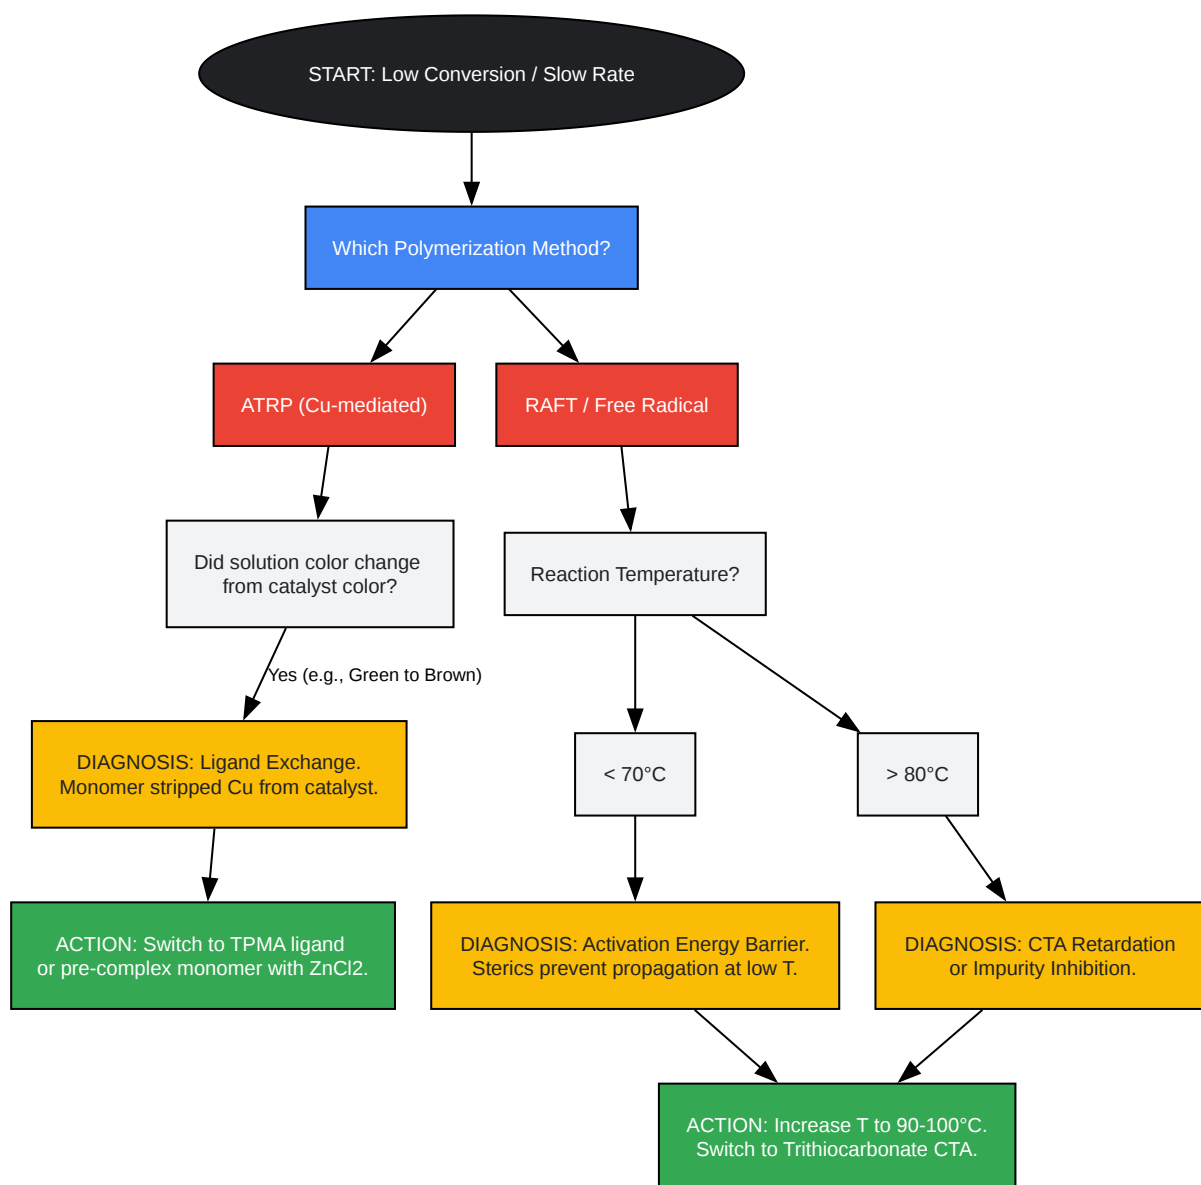 START: Low Conversion / Slow Rate
Which Polymerization Method?
ATRP (Cu-mediated)
RAFT / Free Radical
Did solution color change
from catalyst color?
Reaction Temperature?
Yes (e.g., Green to Brown)
DIAGNOSIS: Ligand Exchange.
Monomer stripped Cu from catalyst.
< 70°C
> 80°C
ACTION: Switch to TPMA ligand
or pre-complex monomer with ZnCl2.
DIAGNOSIS: Activation Energy Barrier.
Sterics prevent propagation at low T.
DIAGNOSIS: CTA Retardation
or Impurity Inhibition.
ACTION: Increase T to 90-100°C.
Switch to Trithiocarbonate CTA.